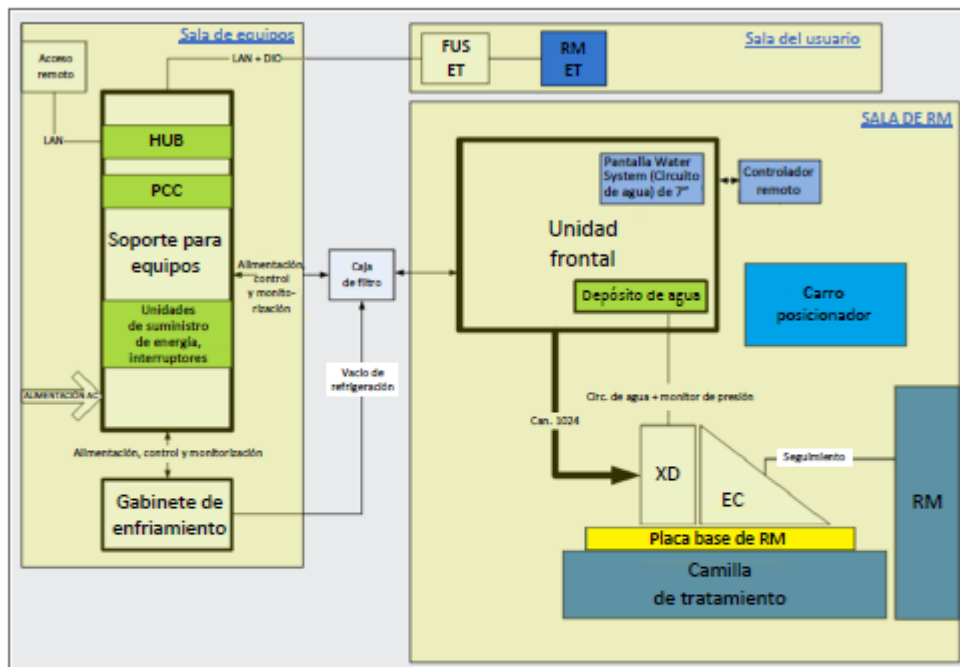 Sala de equipos
Acceso
remoto
LAN + DIO
LAN
HUB
PCC
Soporte para
equipos
Unidades
de suministro
de energía,
interruptores
ALIMENTACIÓN AC
Alimentación,
control
y monito-
rización
Alimentación, control y monitorización
Gabinete de
enfriamiento
Caja
de filtro
Vacío de
refrigeración
Sala del usuario
FUS
ET
RM
ET
SALA DE RM
Pantalla Water
System (Circuito
de agua) de 7"
Controlador
remoto
Unidad
frontal
Depósito de agua
Carro
posicionador
Circ. de agua + monitor de presión
Can. 1024
XD
EC
Seguimiento
RM
Placa base de RM
Camilla
de tratamiento